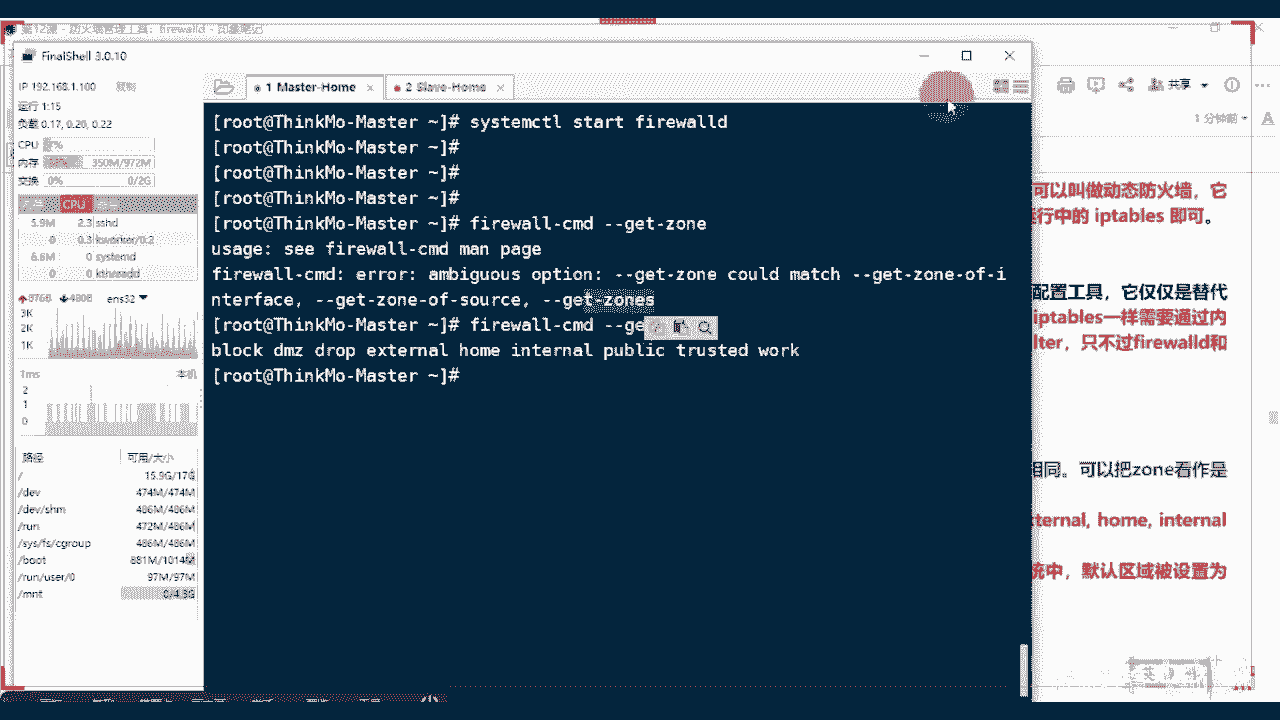 第12课 - 防火墙管理工具：firewalld - 印象笔记
FinalShell 3.0.10
IP 192.168.1.100
运行 1:15
负载 0.17, 0.20, 0.22
CPU
内存 350M/972M
交换 0% 0/2G
CPU
5.9M 2.3 sshd
0 0.3 kworker/0:2
6.6M 0 systemd
0 0 kthreadd
ens32
3K
2K
1K
1ms 本机
2
1
0
路径 可用/大小
/ 15.9G/17G
/dev 474M/474M
/dev/shm 486M/486M
/run 472M/486M
/sys/fs/cgroup 486M/486M
/boot 881M/1014M
/run/user/0 97M/97M
/mnt 0/4.3G
1 Master-Home
2 Slave-Home
[root@ThinkMo-Master ~]# systemctl start firewalld
[root@ThinkMo-Master ~]#
[root@ThinkMo-Master ~]#
[root@ThinkMo-Master ~]#
[root@ThinkMo-Master ~]# firewall-cmd --get-zone
usage: see firewall-cmd man page
firewall-cmd: error: ambiguous option: --get-zone could match --get-zone-of-i
nterface, --get-zone-of-source, --get-zones
[root@ThinkMo-Master ~]# firewall-cmd --ge
block dmz drop external home internal public trusted work
[root@ThinkMo-Master ~]#
共享
1 分钟前
可以叫做动态防火墙，它
行中的 iptables 即可。
配置工具，它仅仅是替代
iptables一样需要通过内
lter，只不过firewalld和
相同。可以把zone看作是
ternal, home, internal
统中，默认区域被设置为